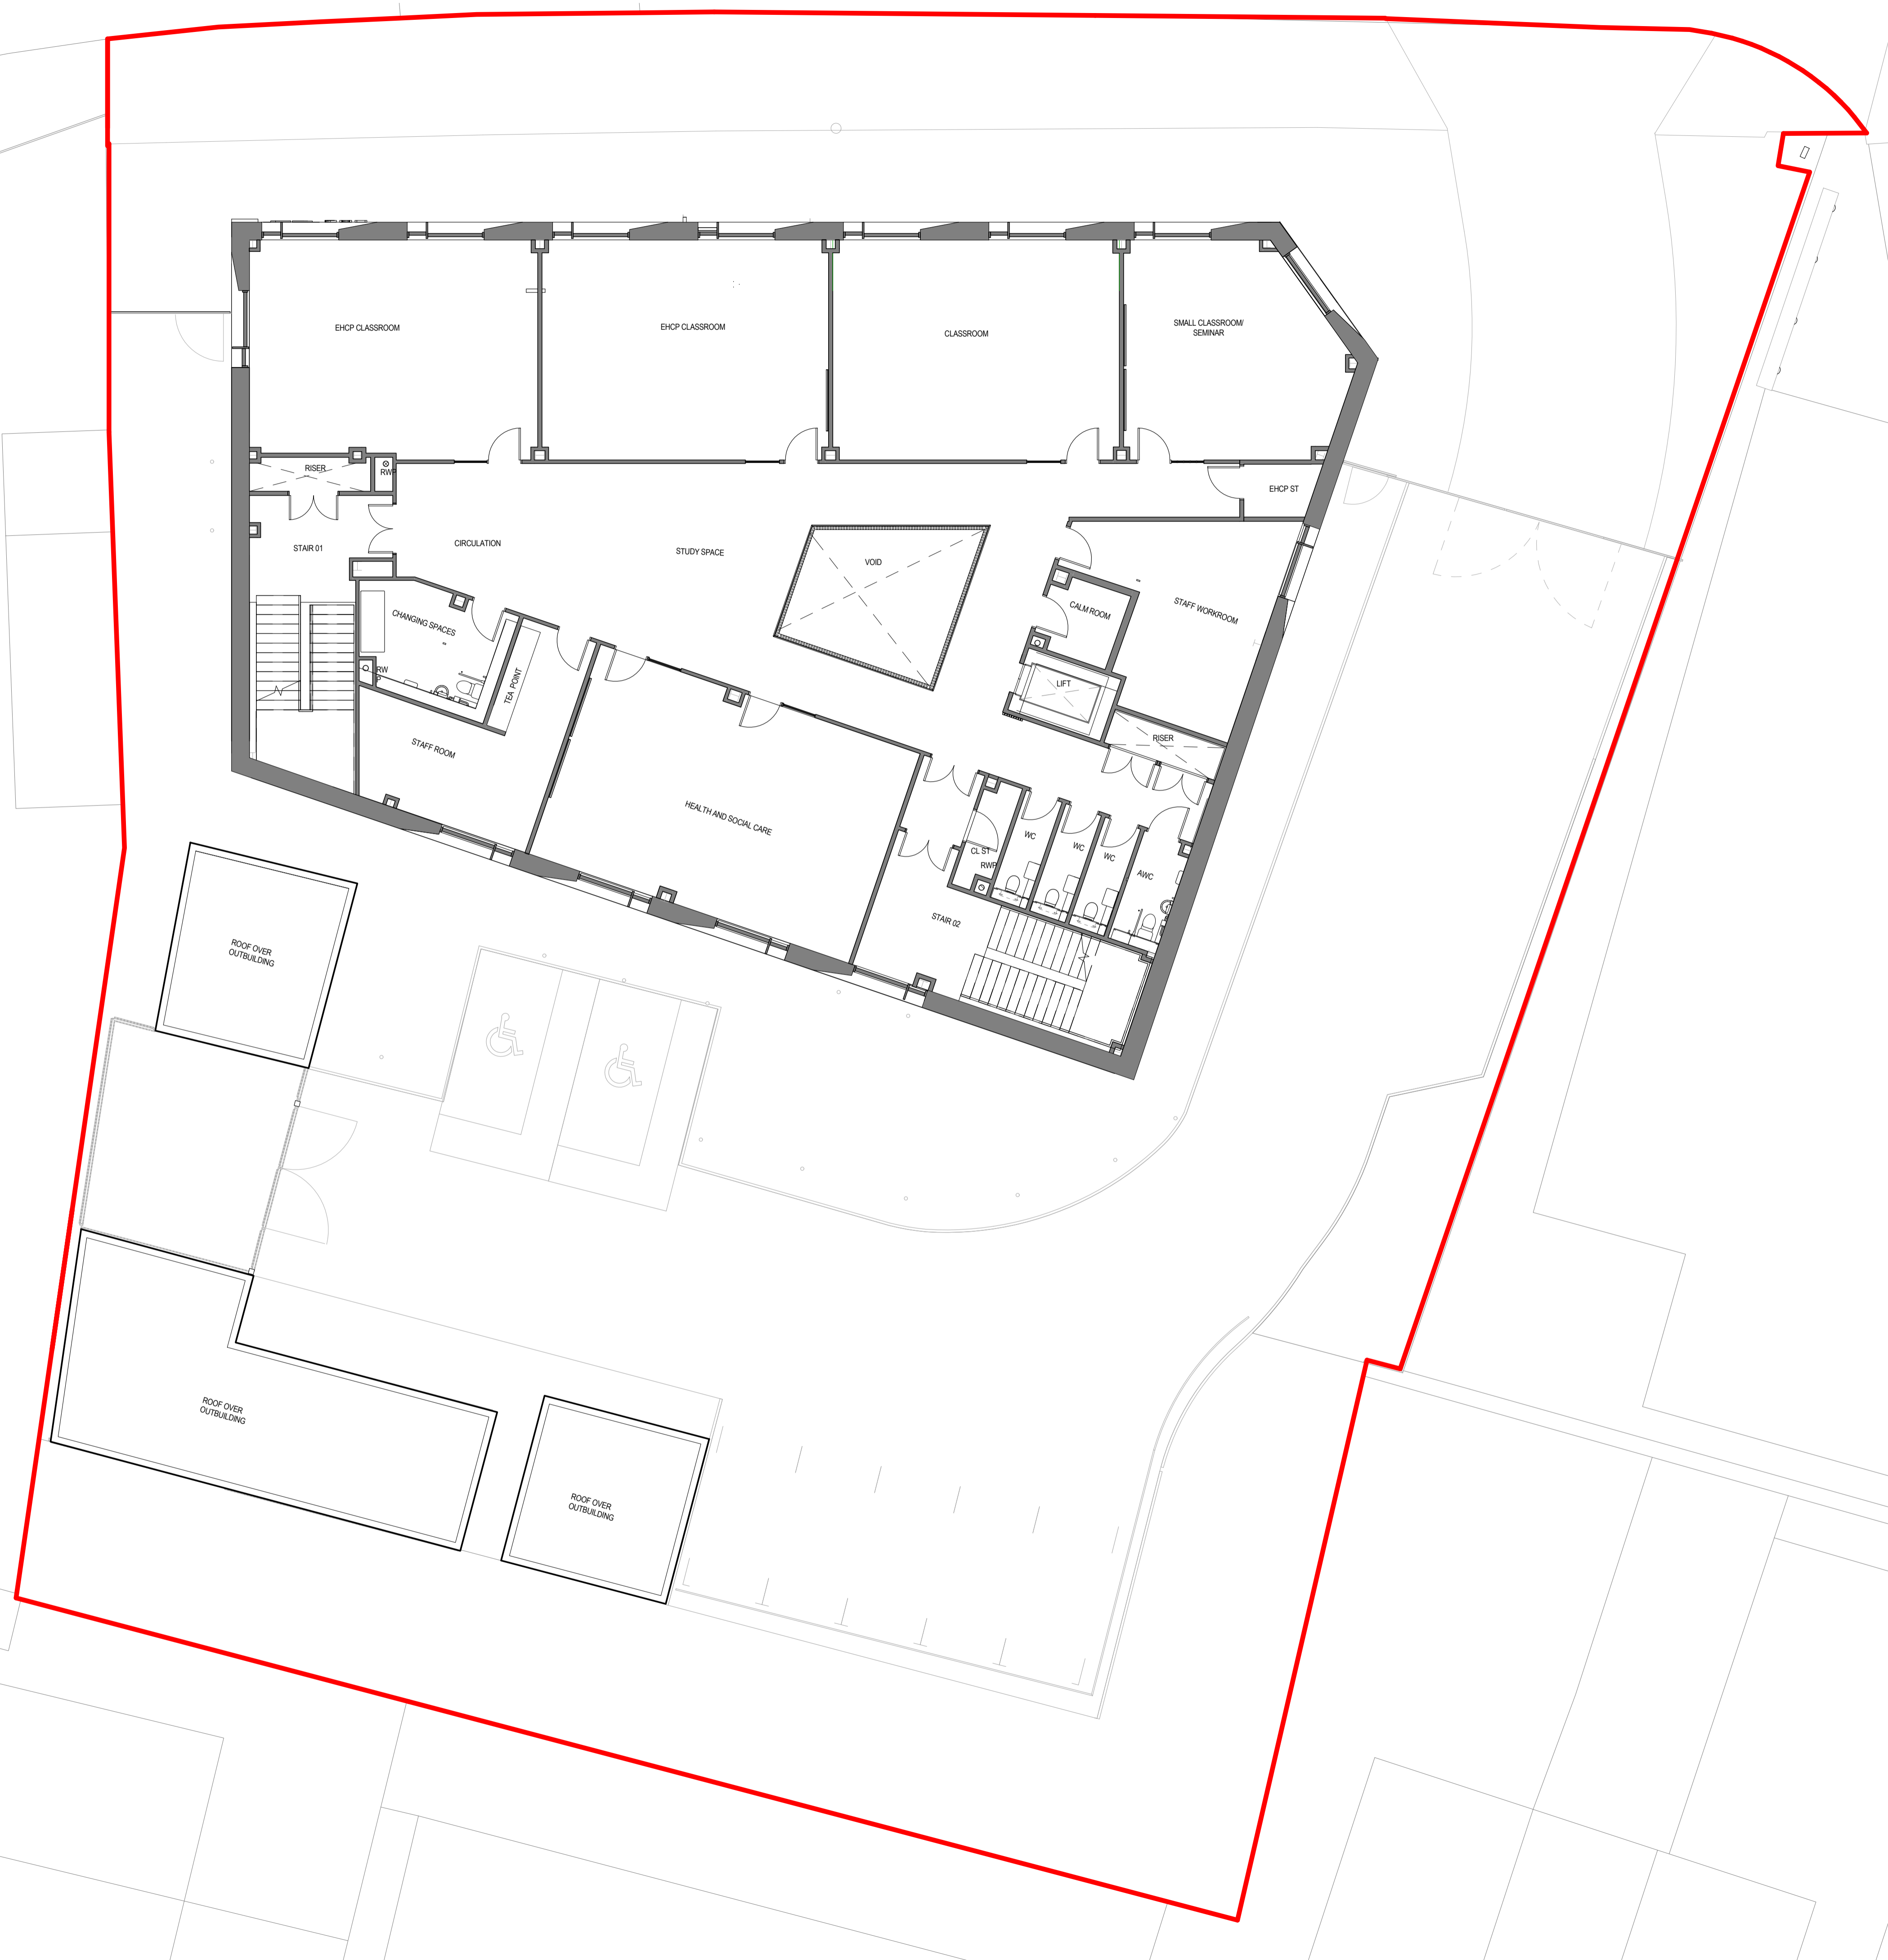 EHCP CLASSROOM
EHCP CLASSROOM
CLASSROOM
SMALL CLASSROOM/
SEMINAR
RISER
RWP
EHCP ST
STAIR 01
CIRCULATION
STUDY SPACE
VOID
CHANGING SPACES
CALM ROOM
STAFF WORKROOM
RW
P
TEA POINT
LIFT
STAFF ROOM
RISER
HEALTH AND SOCIAL CARE
WC
WC
WC
CL ST
RWP
AWC
STAIR 02
ROOF OVER
OUTBUILDING
ROOF OVER
OUTBUILDING
ROOF OVER
OUTBUILDING